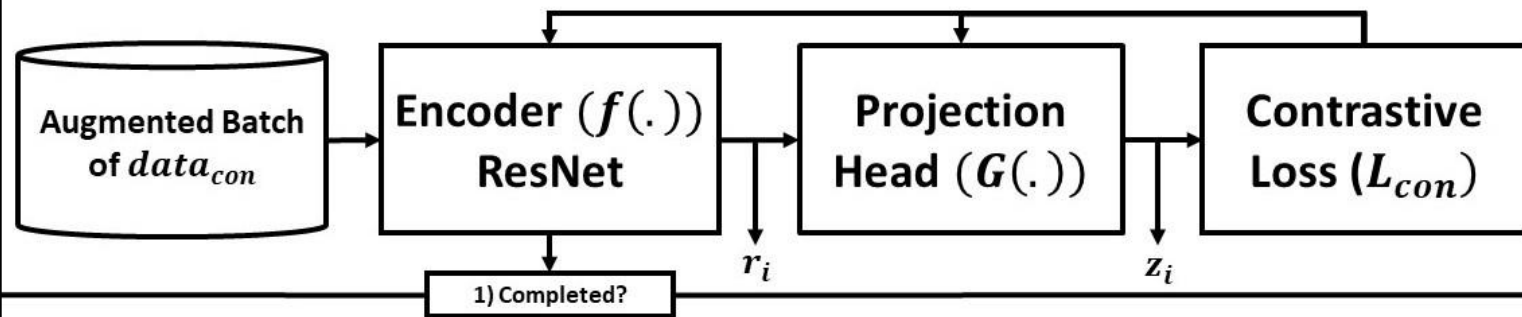 Augmented Batch
of data_con
Encoder (f(.))
ResNet
Projection
Head (G(.))
Contrastive
Loss (L_con)
r_i
z_i
1) Completed?